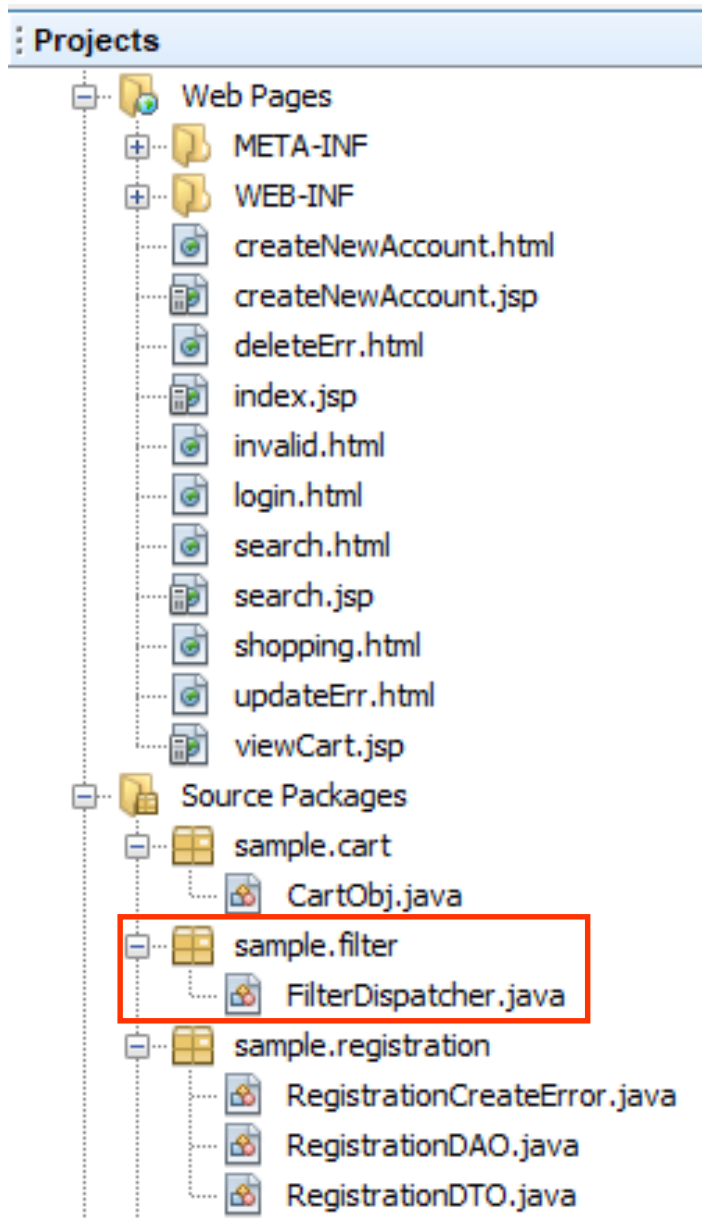 Projects
Web Pages
META-INF
WEB-INF
createNewAccount.html
createNewAccount.jsp
deleteErr.html
index.jsp
invalid.html
login.html
search.html
search.jsp
shopping.html
updateErr.html
viewCart.jsp
Source Packages
sample.cart
CartObj.java
sample.filter
FilterDispatcher.java
sample.registration
RegistrationCreateError.java
RegistrationDAO.java
RegistrationDTO.java